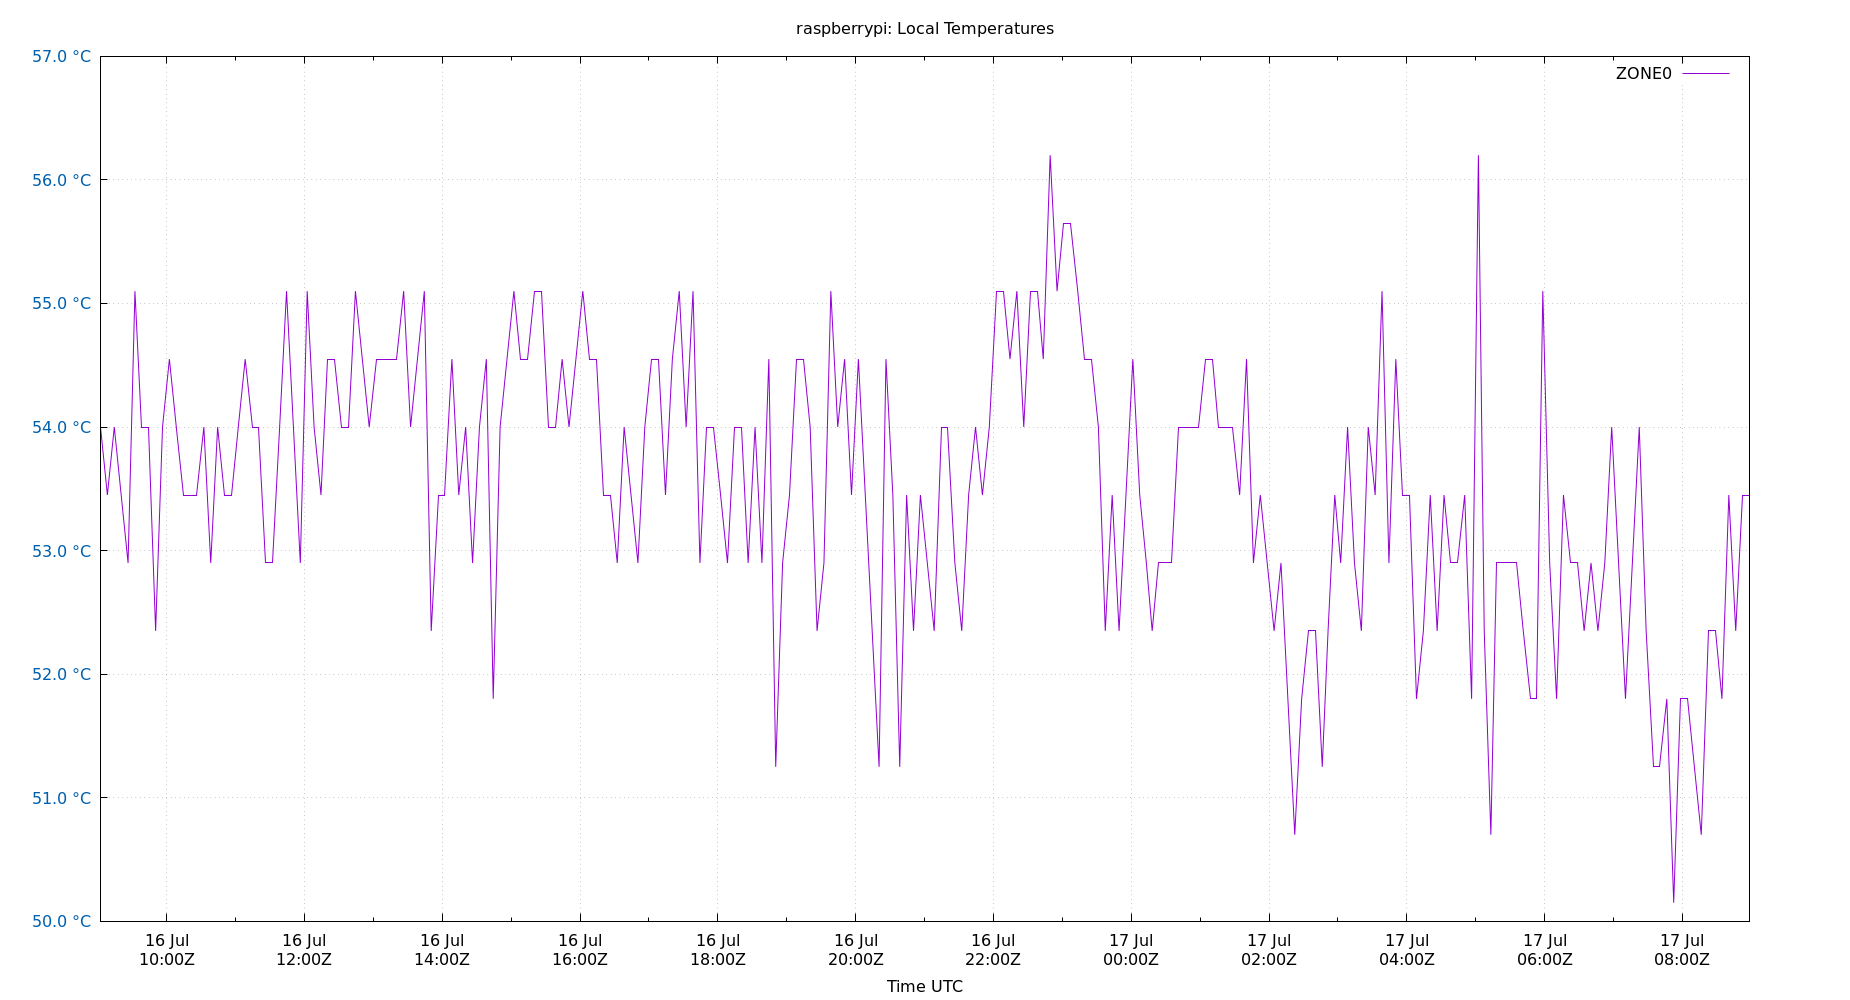 raspberrypi: Local Temperatures
57.0 °C
56.0 °C
55.0 °C
54.0 °C
53.0 °C
52.0 °C
51.0 °C
50.0 °C
ZONE0
16 Jul 16 Jul 16 Jul 16 Jul 16 Jul 16 Jul 16 Jul 17 Jul 17 Jul 17 Jul 17 Jul 17 Jul
10:00Z 12:00Z 14:00Z 16:00Z 18:00Z 20:00Z 22:00Z 00:00Z 02:00Z 04:00Z 06:00Z 08:00Z
Time UTC